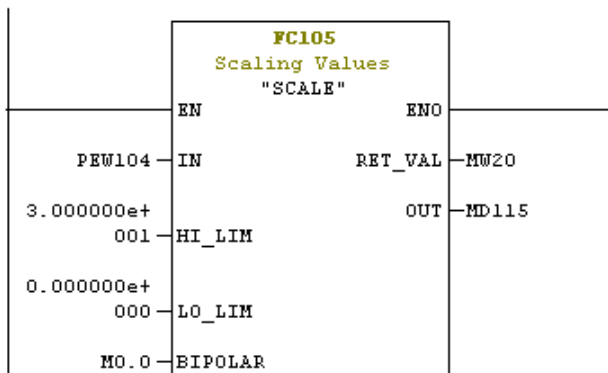 FC105
Scaling Values
"SCALE"
EN ENO
PEW104 IN RET_VAL MW20
3.000000e+ OUT MD115
001 HI_LIM
0.000000e+
000 LO_LIM
M0.0 BIPOLAR